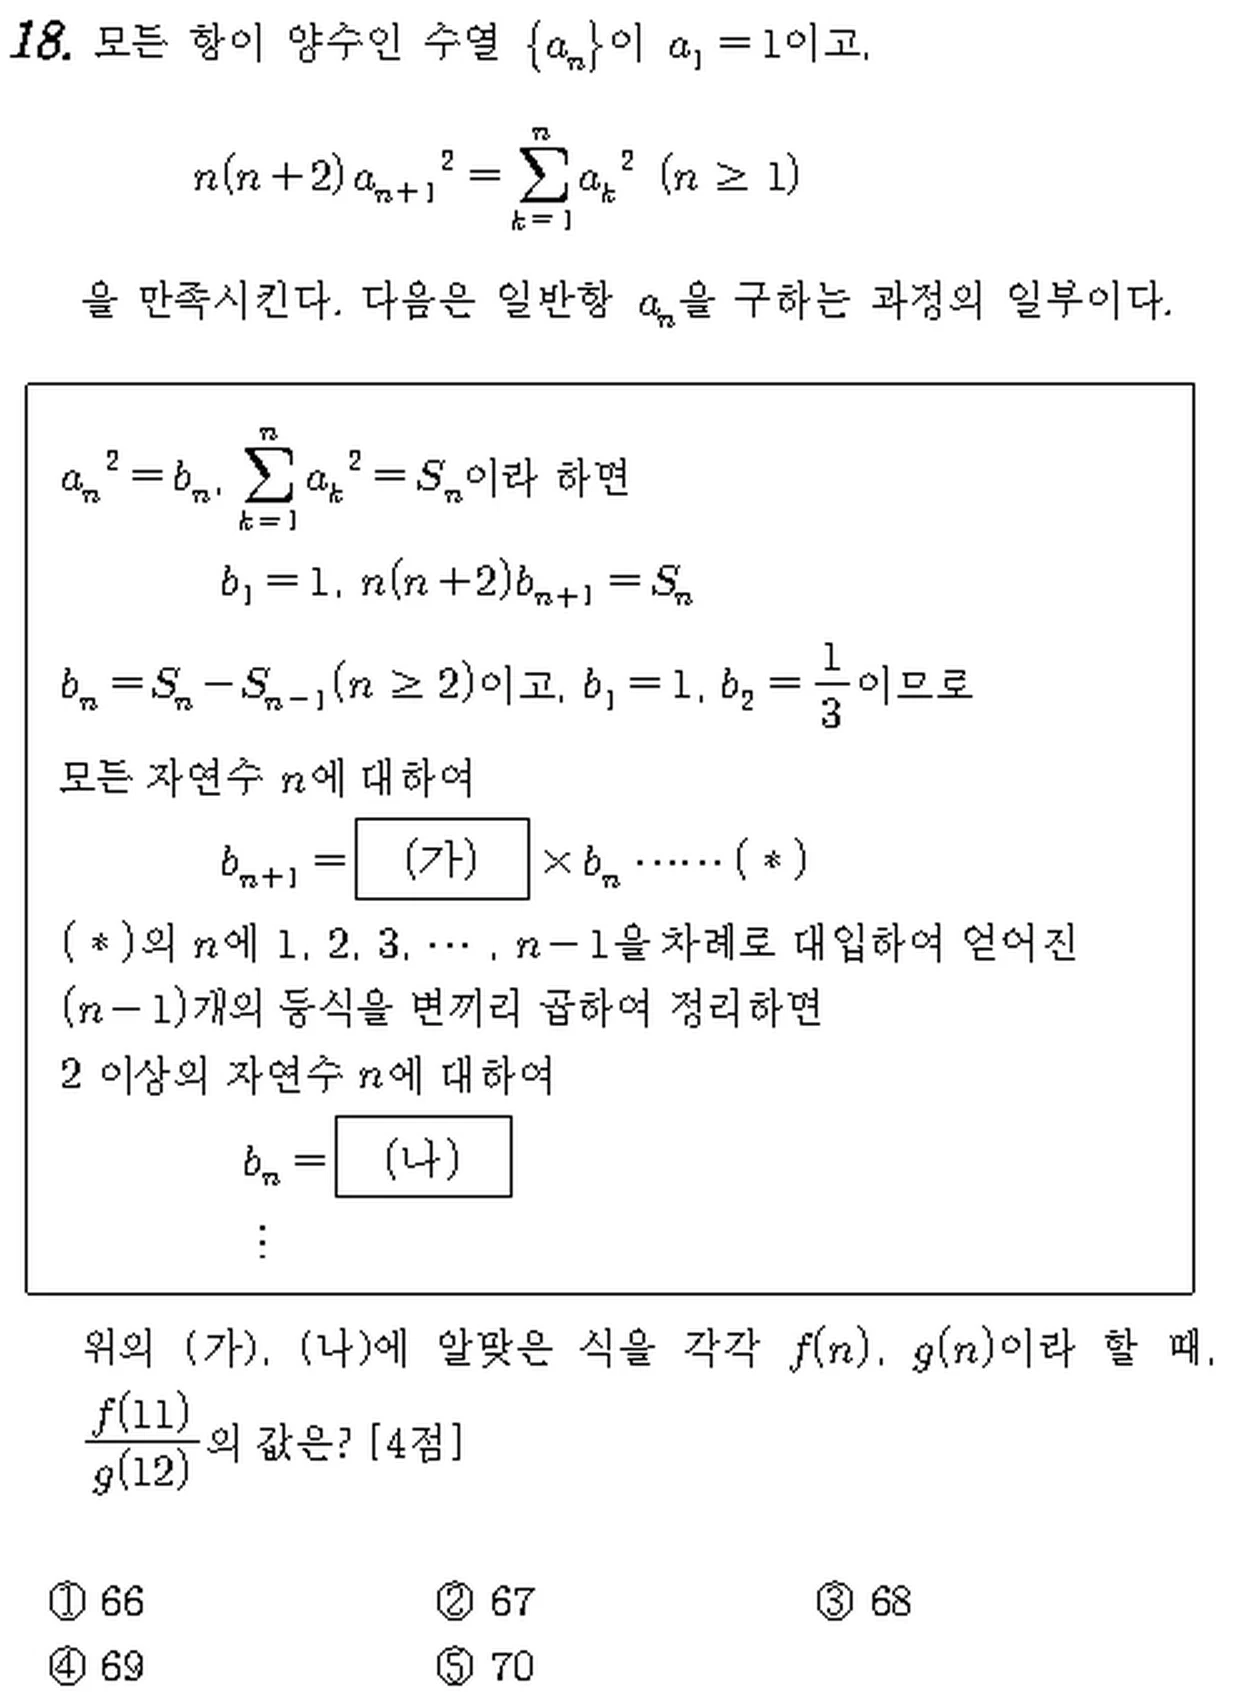 18. 모든 항이 양수인 수열 {aₙ}이 a₁ = 1이고,
n(n+2)aₙ₊₁² = ∑ₖ₌₁ⁿ aₖ² (n ≥ 1)
을 만족시킨다. 다음은 일반항 aₙ을 구하는 과정의 일부이다.
aₙ² = bₙ, ∑ₖ₌₁ⁿ aₖ² = Sₙ이라 하면
b₁ = 1, n(n+2)bₙ₊₁ = Sₙ
bₙ = Sₙ − Sₙ₋₁(n ≥ 2)이고, b₁ = 1, b₂ = 1/3 이므로
모든 자연수 n에 대하여
bₙ₊₁ = (가) × bₙ ⋯⋯ (*)
(*)의 n에 1, 2, 3, ⋯ , n−1을 차례로 대입하여 얻어진
(n−1)개의 등식을 변끼리 곱하여 정리하면
2 이상의 자연수 n에 대하여
bₙ = (나)
⋮
위의 (가), (나)에 알맞은 식을 각각 f(n), g(n)이라 할 때,
f(11)/g(12) 의 값은? [4점]
① 66 ② 67 ③ 68
④ 69 ⑤ 70